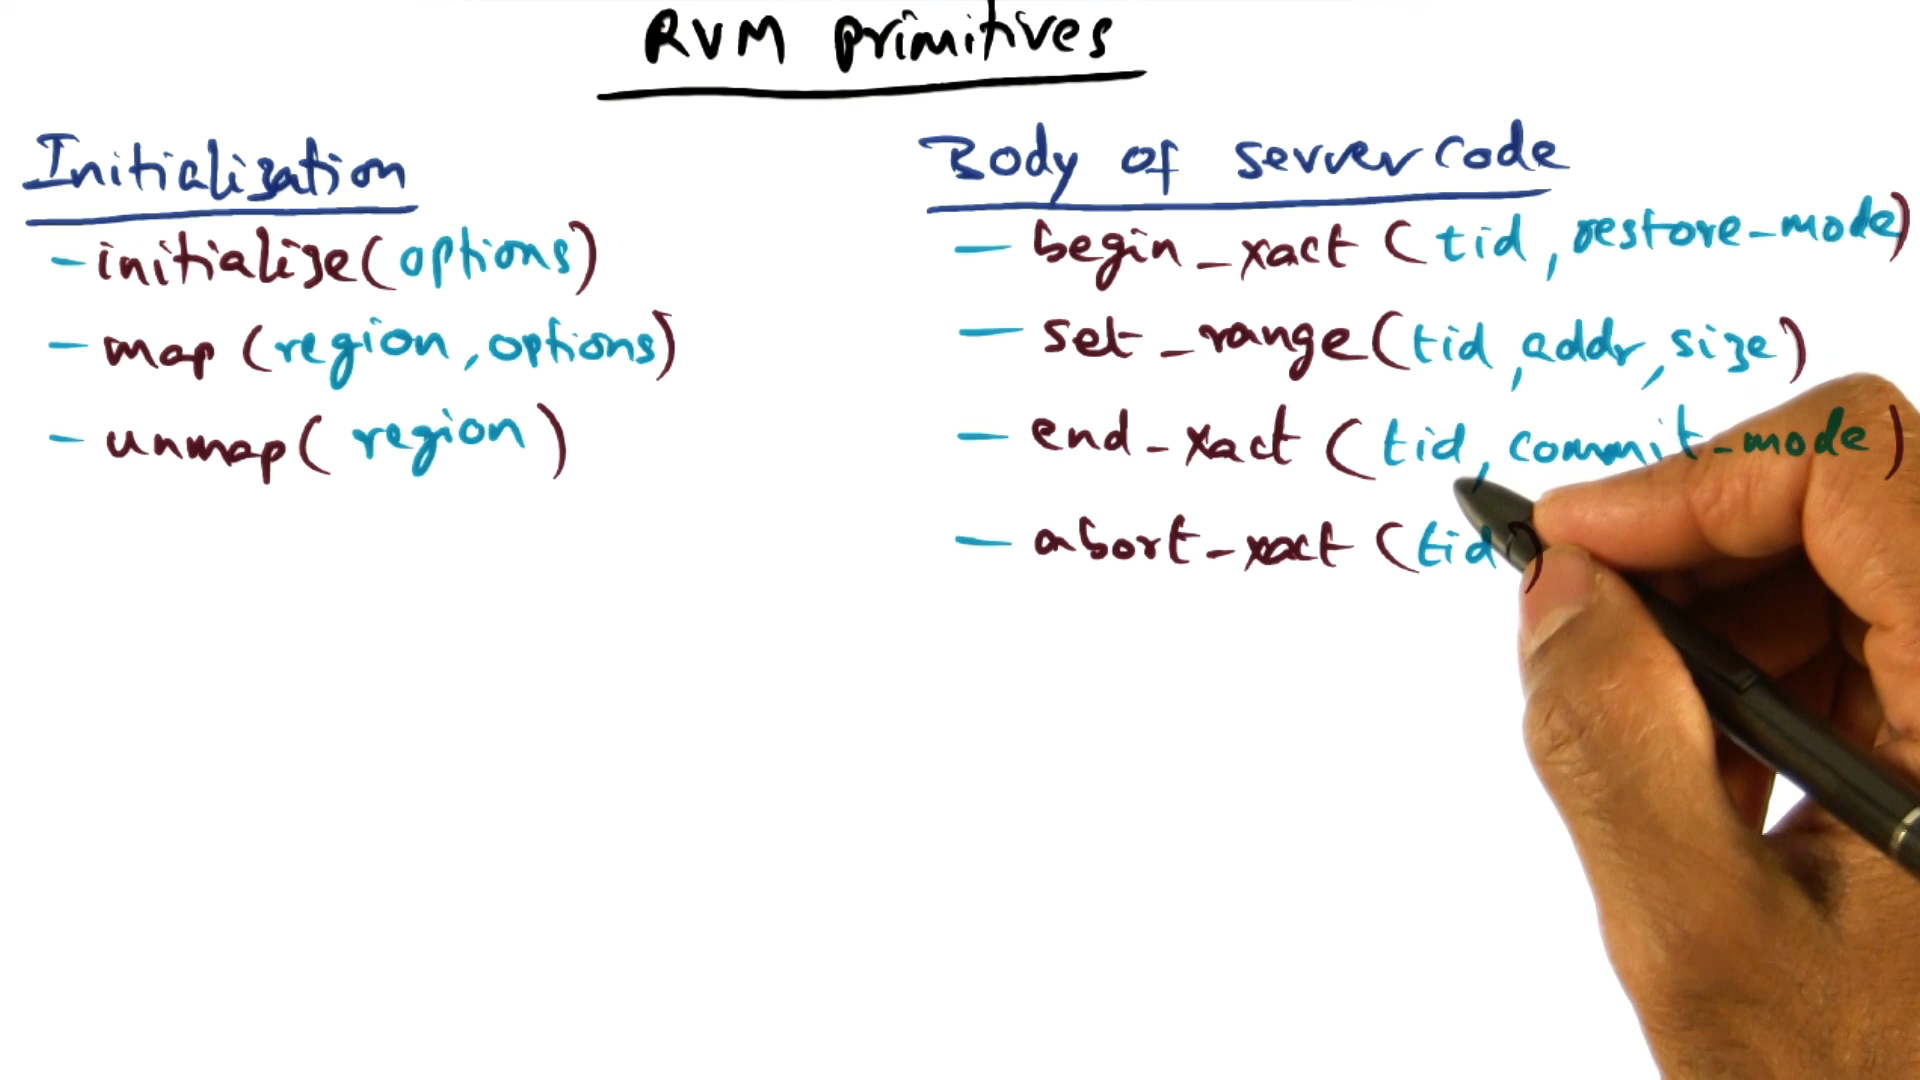 RVM primitives
Initialization
- initialize(options)
- map (region, options)
- unmap( region )
Body of server code
- begin_xact ( tid, restore-mode)
- set_range( tid, addr, size )
- end-xact ( tid, commit-mode )
- abort-xact ( tid )